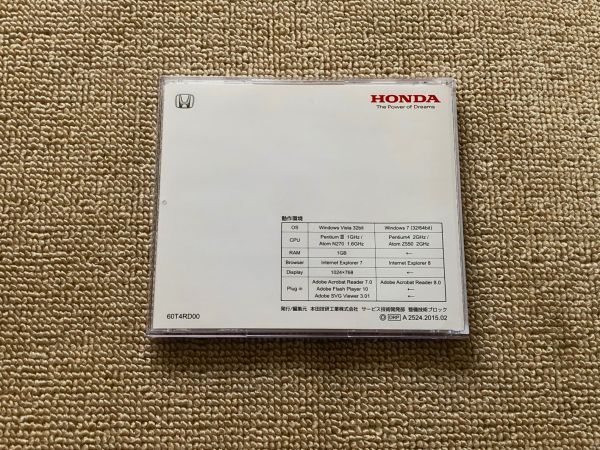 HONDA
The Power of Dreams
動作環境
OS Windows Vista 32bit Windows 7 (32/64bit)
CPU Pentium Ⅲ 1GHz / Atom N270 1.6GHz Pentium4 2GHz / Atom Z550 2GHz
RAM 1GB ←
Browser Internet Explorer 7 Internet Explorer 8
Display 1024×768 ←
Plug in Adobe Acrobat Reader 7.0 Adobe Acrobat Reader 8.0
Adobe Flash Player 10 ←
Adobe SVG Viewer 3.01 ←
発行/編集元 本田技研工業株式会社 サービス技術開発部 整備技術ブロック
60T4RD00
Ⓒ DRP A 2524.2015.02